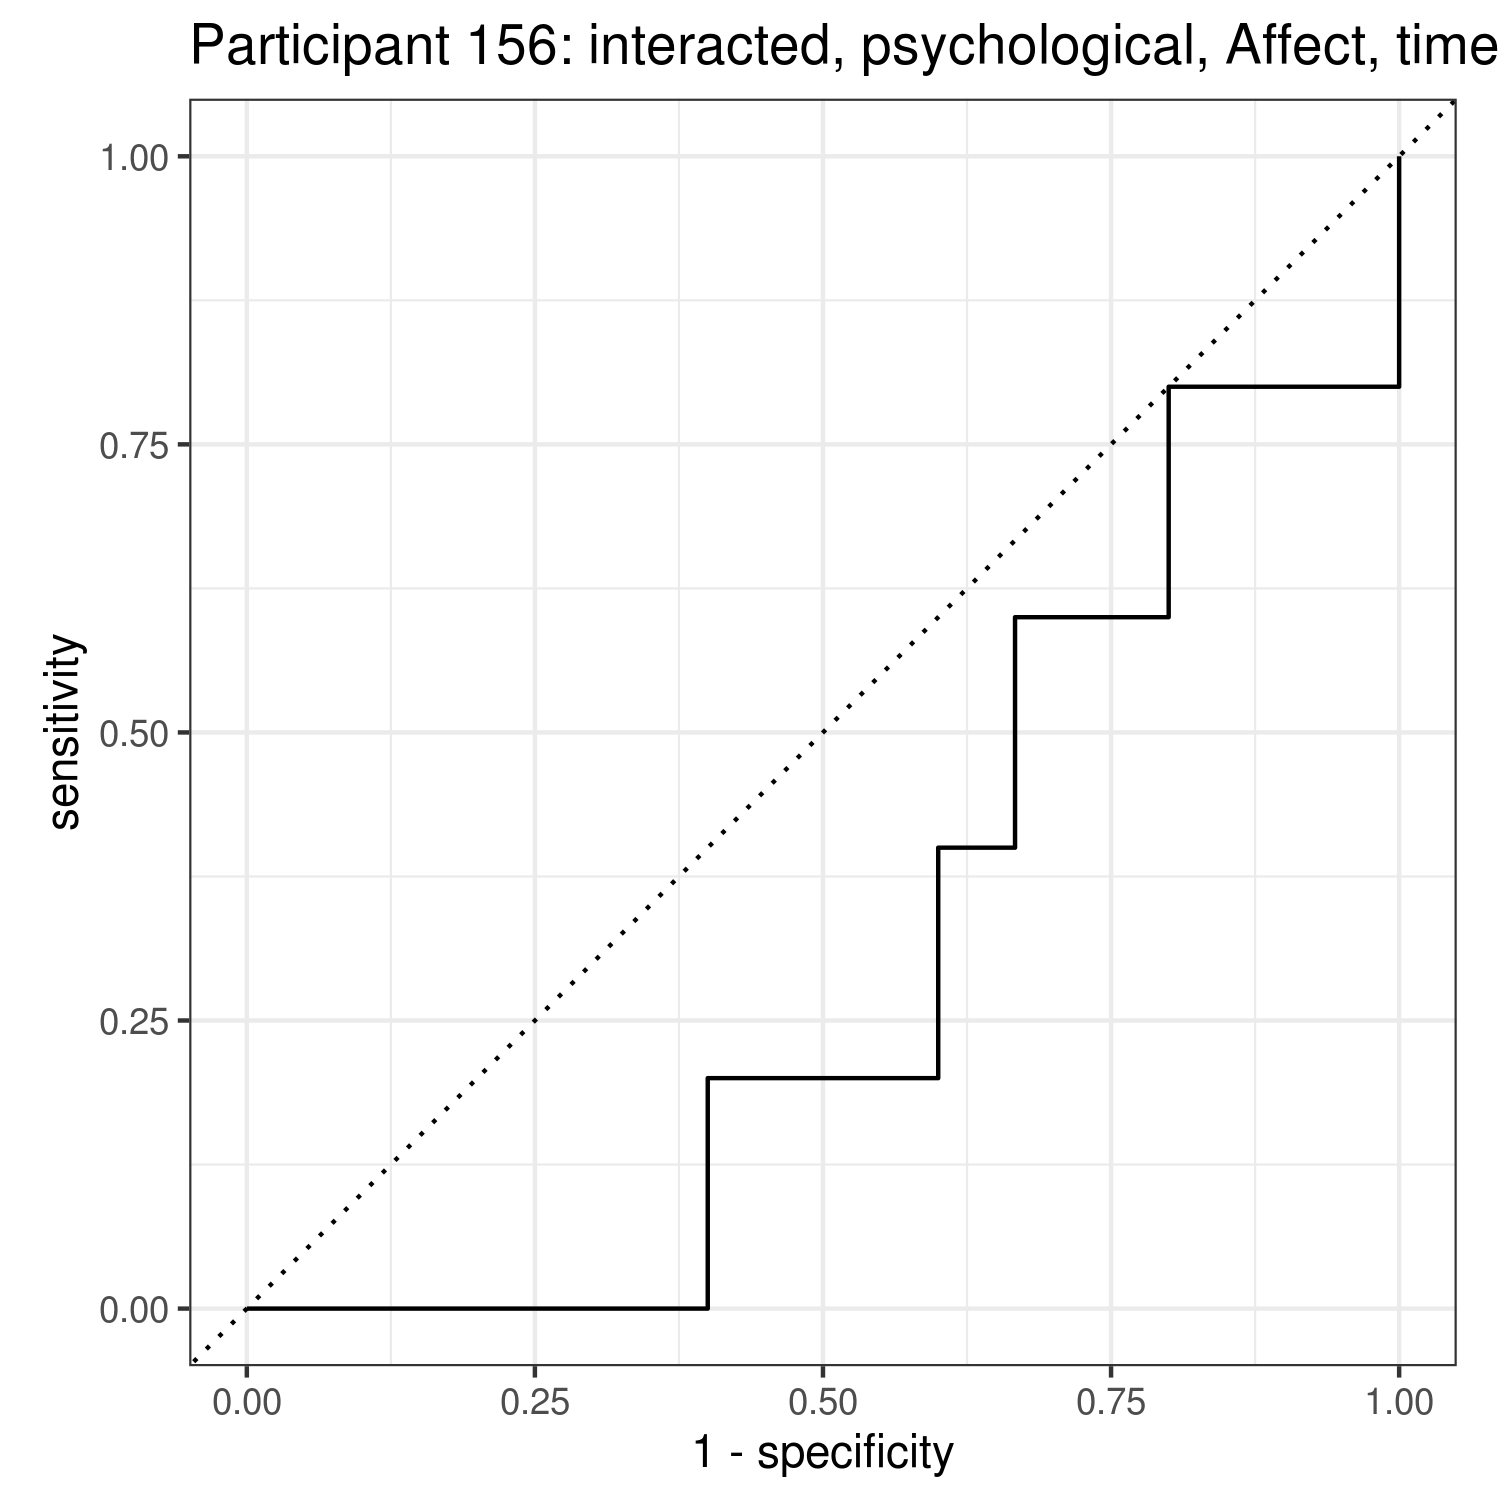 Participant 156: interacted, psychological, Affect, time
1.00
0.75
0.50
0.25
0.00
sensitivity
0.00 0.25 0.50 0.75 1.00
1 - specificity